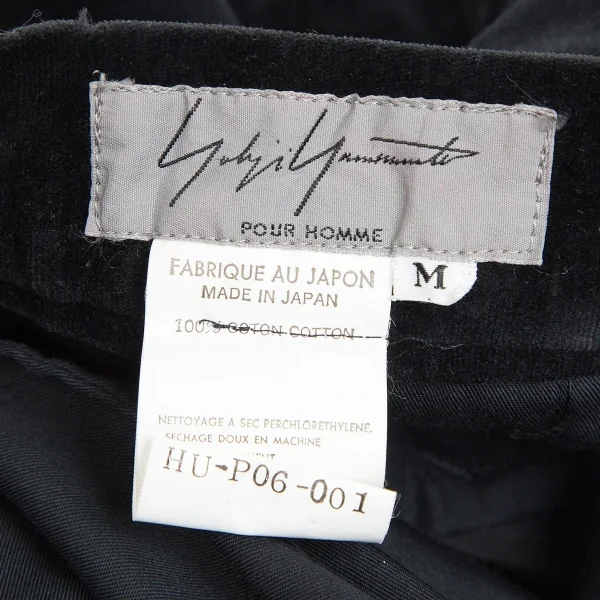 Yohji Yamamoto
POUR HOMME
FABRIQUE AU JAPON
MADE IN JAPAN
M
100% COTON COTTON
NETTOYAGE A SEC PERCHLORETHYLENE,
SECHAGE DOUX EN MACHINE
HU-P06-001